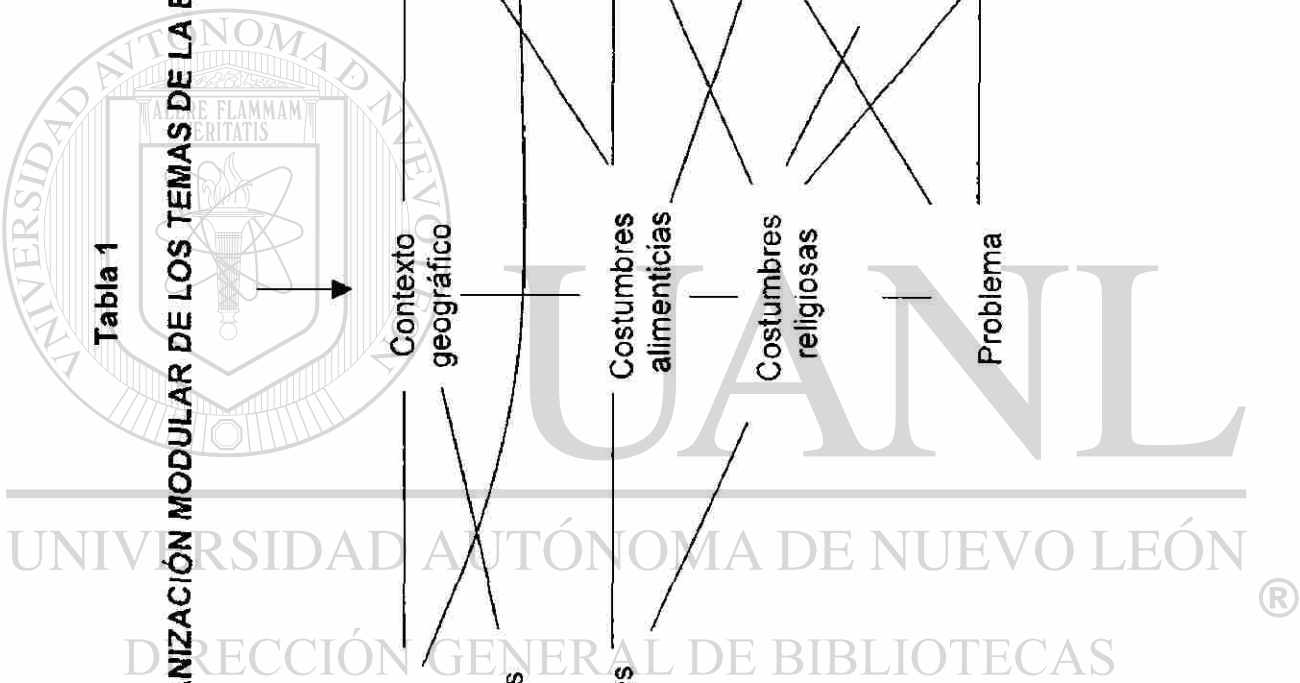 Tabla 1
DE LOS TEMAS DE LA
MODULAR
Contexto
geográfico
Costumbres
alimenticias
Costumbres
religiosas
Problema
UANL
UNIVERSIDAD AUTÓNOMA DE NUEVO LEÓN
®
DIRECCIÓN GENERAL DE BIBLIOTECAS
ALERE FLAMMAM
VERITATIS